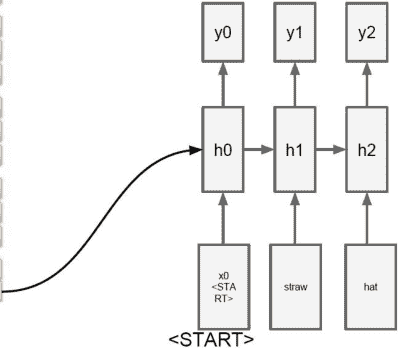 y0 y1 y2
h0 h1 h2
x0
<STA
RT>
straw
hat
<START>